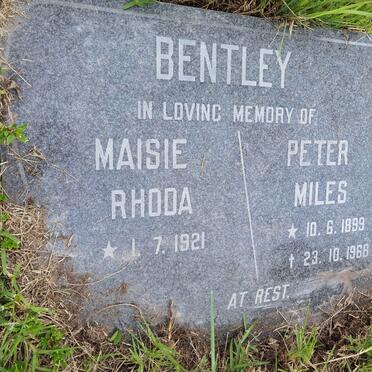 BENTLEY
IN LOVING MEMORY OF
MAISIE
RHODA
★ 1. 7. 1921
PETER
MILES
★ 10. 6. 1899
† 23. 10. 1968
AT REST.